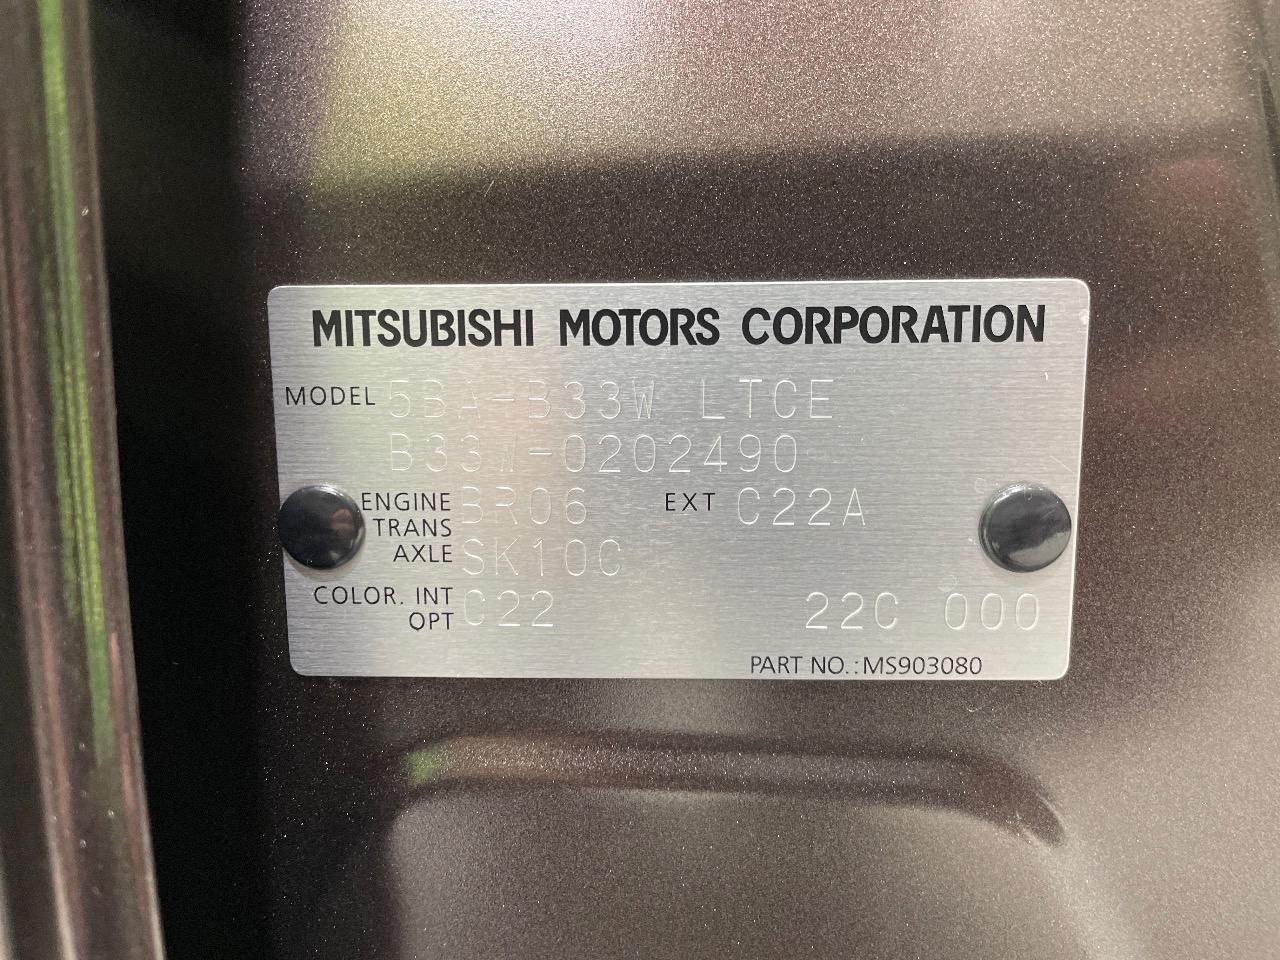 MITSUBISHI MOTORS CORPORATION
MODEL 5BA-B33W LTCE
B33W-0202490
ENGINE BR06 EXT C22A
TRANS
AXLE SK10C
COLOR. INT C22 22C 000
OPT
PART NO.: MS903080